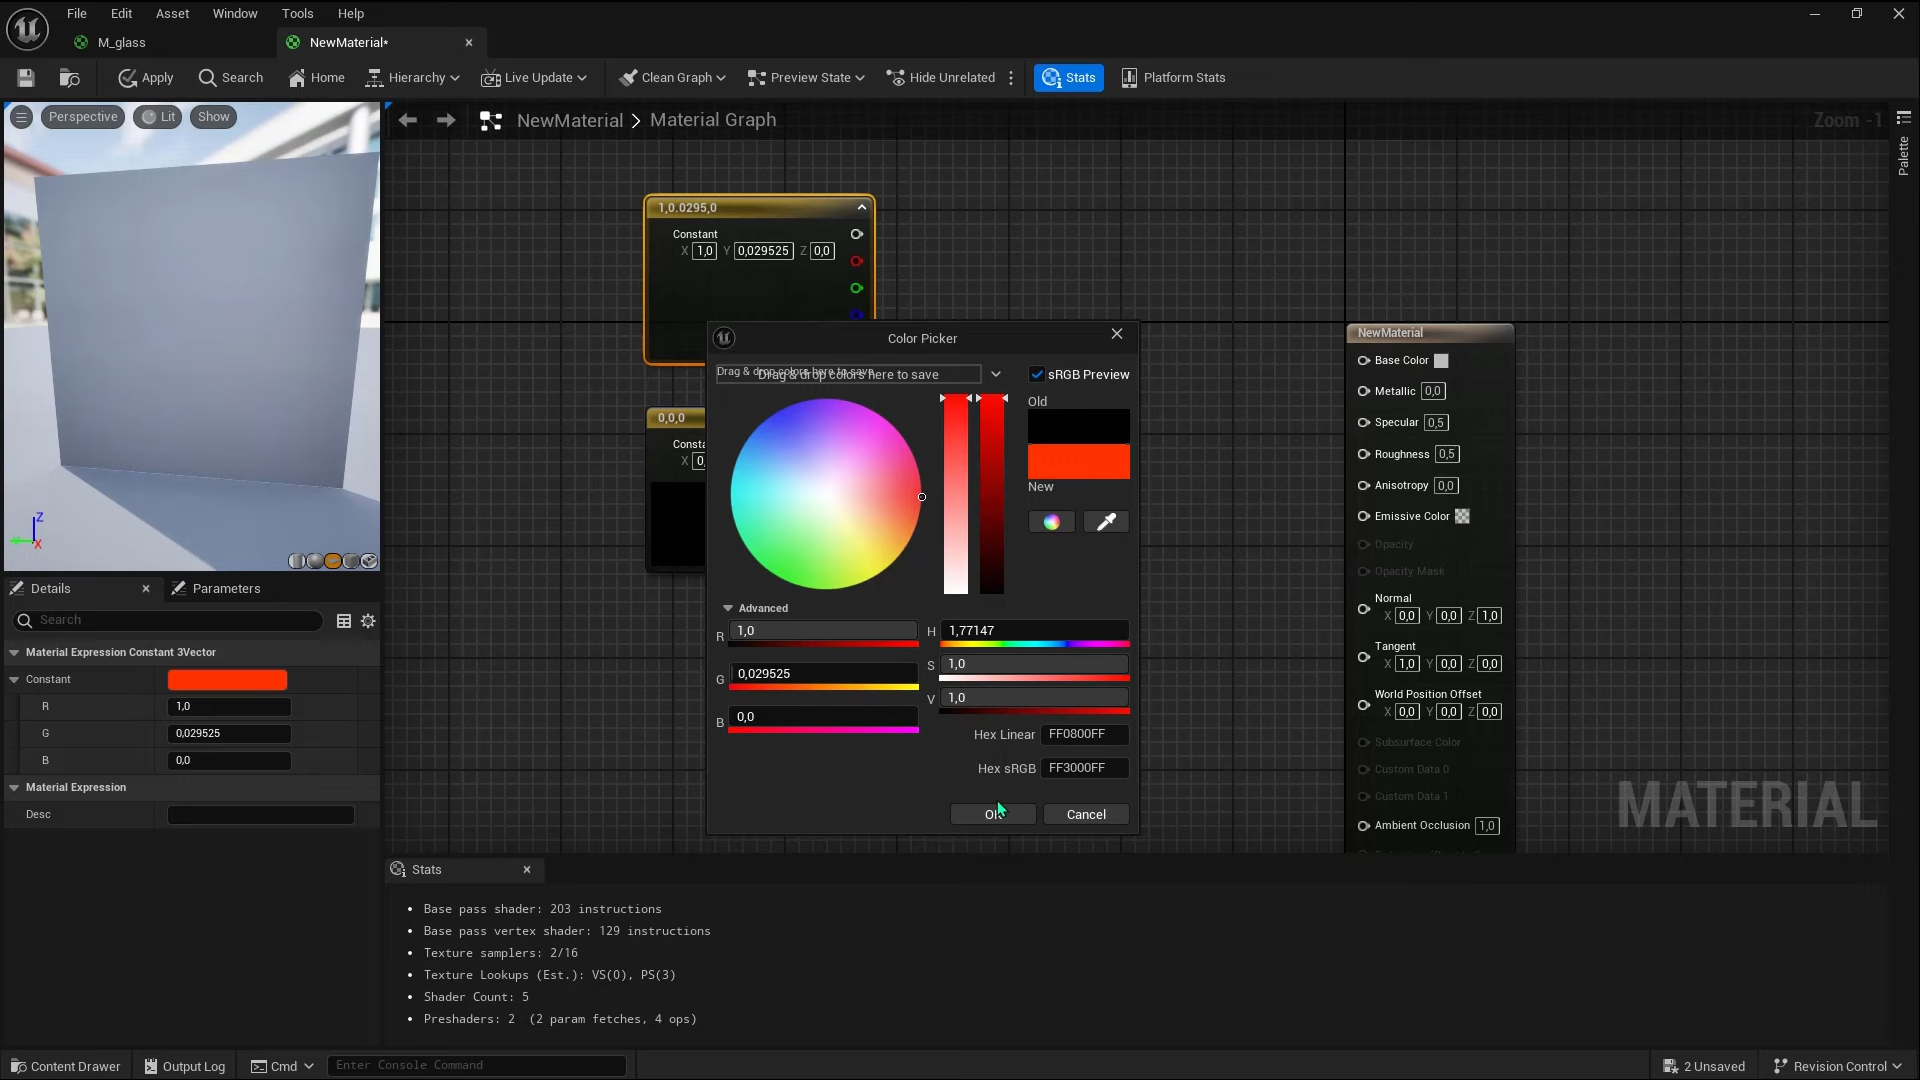 File Edit Asset Window Tools Help
M_glass NewMaterial*
Apply Search Home Hierarchy Live Update Clean Graph Preview State Hide Unrelated Stats Platform Stats
Perspective Lit Show
NewMaterial > Material Graph
Zoom -1
Palette
1,0.0295,0
Constant
X 1,0 Y 0,029525 Z 0,0
0,0,0
X
Color Picker
Drag & drop colors here to save
Drag & drop colors here to save
sRGB Preview
Old
New
Advanced
R 1,0
G 0,029525
B 0,0
H 1,77147
S 1,0
V 1,0
Hex Linear FF0800FF
Hex sRGB FF3000FF
Cancel
NewMaterial
Base Color
Metallic 0,0
Specular 0,5
Roughness 0,5
Anisotropy 0,0
Emissive Color
Opacity
Opacity Mask
Normal
X 0,0 Y 0,0 Z 1,0
Tangent
X 1,0 Y 0,0 Z 0,0
World Position Offset
X 0,0 Y 0,0 Z 0,0
Subsurface Color
Custom Data 0
Custom Data 1
Ambient Occlusion 1,0
MATERIAL
Z
X
Details Parameters
Search
Material Expression Constant 3Vector
Constant
R 1,0
G 0,029525
B 0,0
Material Expression
Desc
Stats
• Base pass shader: 203 instructions
• Base pass vertex shader: 129 instructions
• Texture samplers: 2/16
• Texture Lookups (Est.): VS(0), PS(3)
• Shader Count: 5
• Preshaders: 2 (2 param fetches, 4 ops)
Content Drawer Output Log Cmd Enter Console Command 2 Unsaved Revision Control